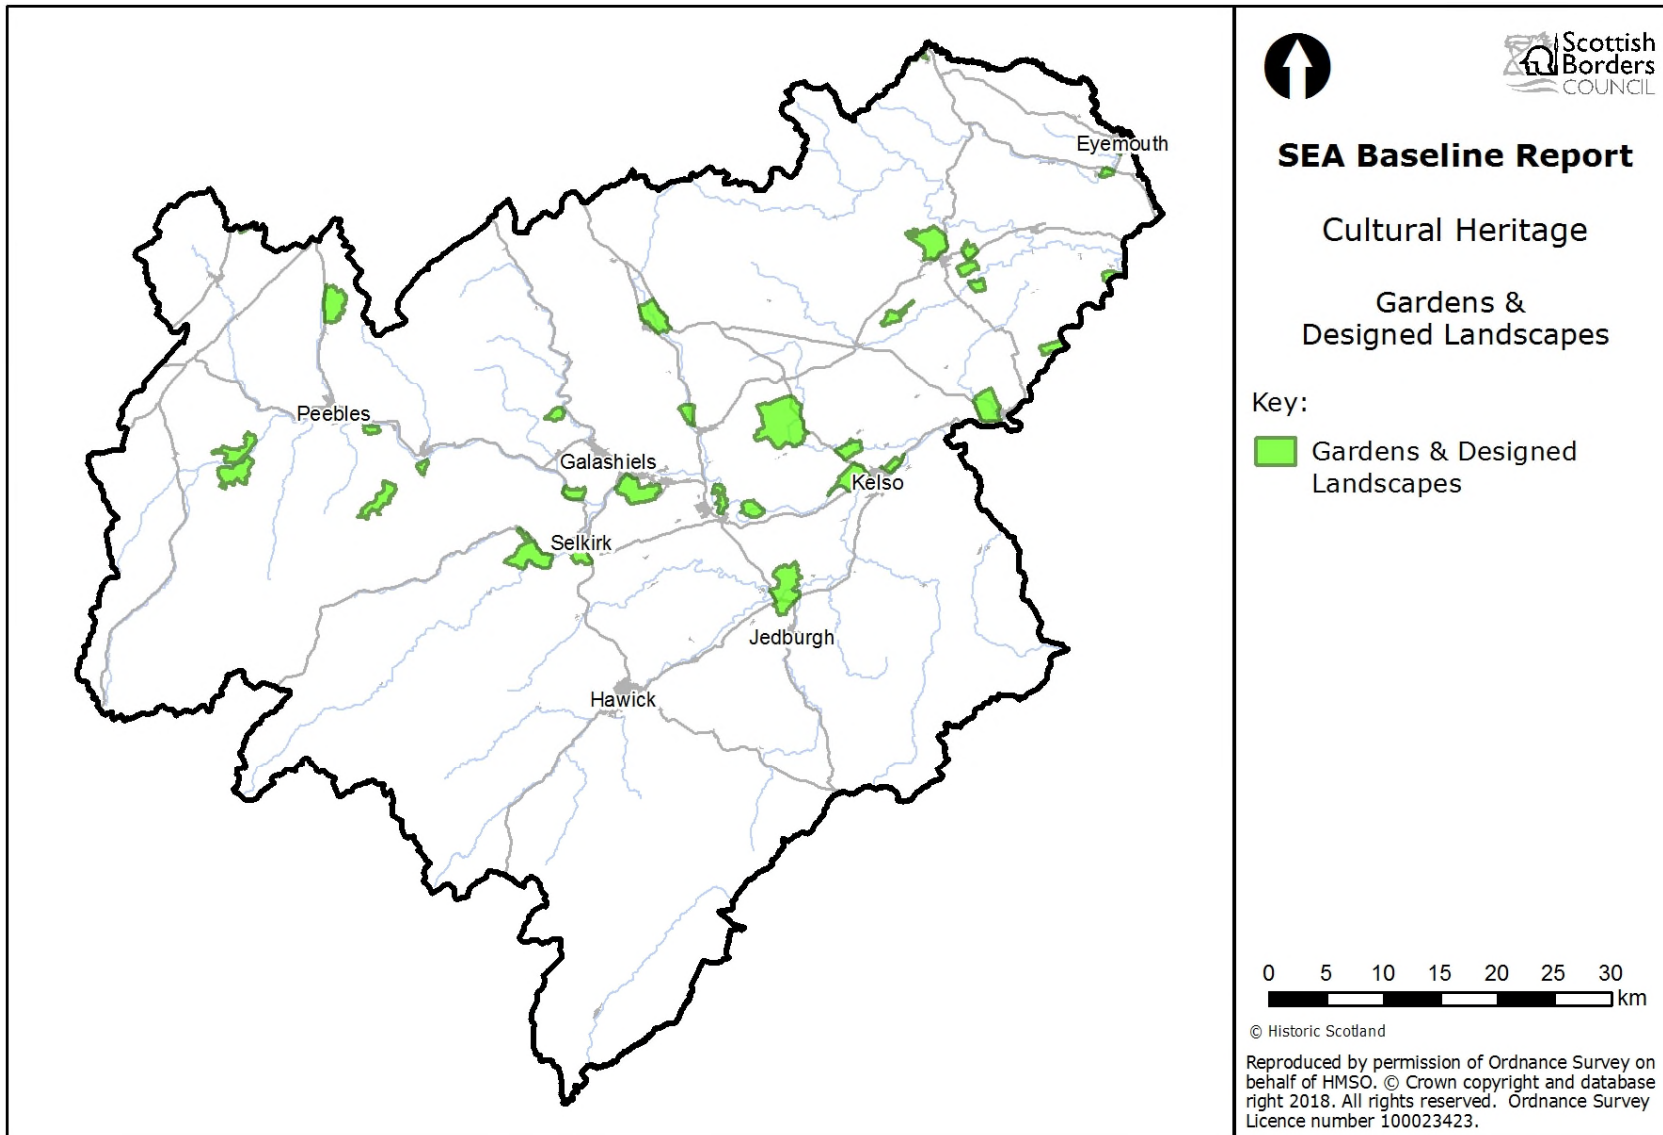 Scottish
Borders
COUNCIL
SEA Baseline Report
Cultural Heritage
Gardens &
Designed Landscapes
Key:
Gardens & Designed
Landscapes
Eyemouth
Peebles
Galashiels
Kelso
Selkirk
Jedburgh
Hawick
0 5 10 15 20 25 30
km
© Historic Scotland
Reproduced by permission of Ordnance Survey on
behalf of HMSO. © Crown copyright and database
right 2018. All rights reserved. Ordnance Survey
Licence number 100023423.